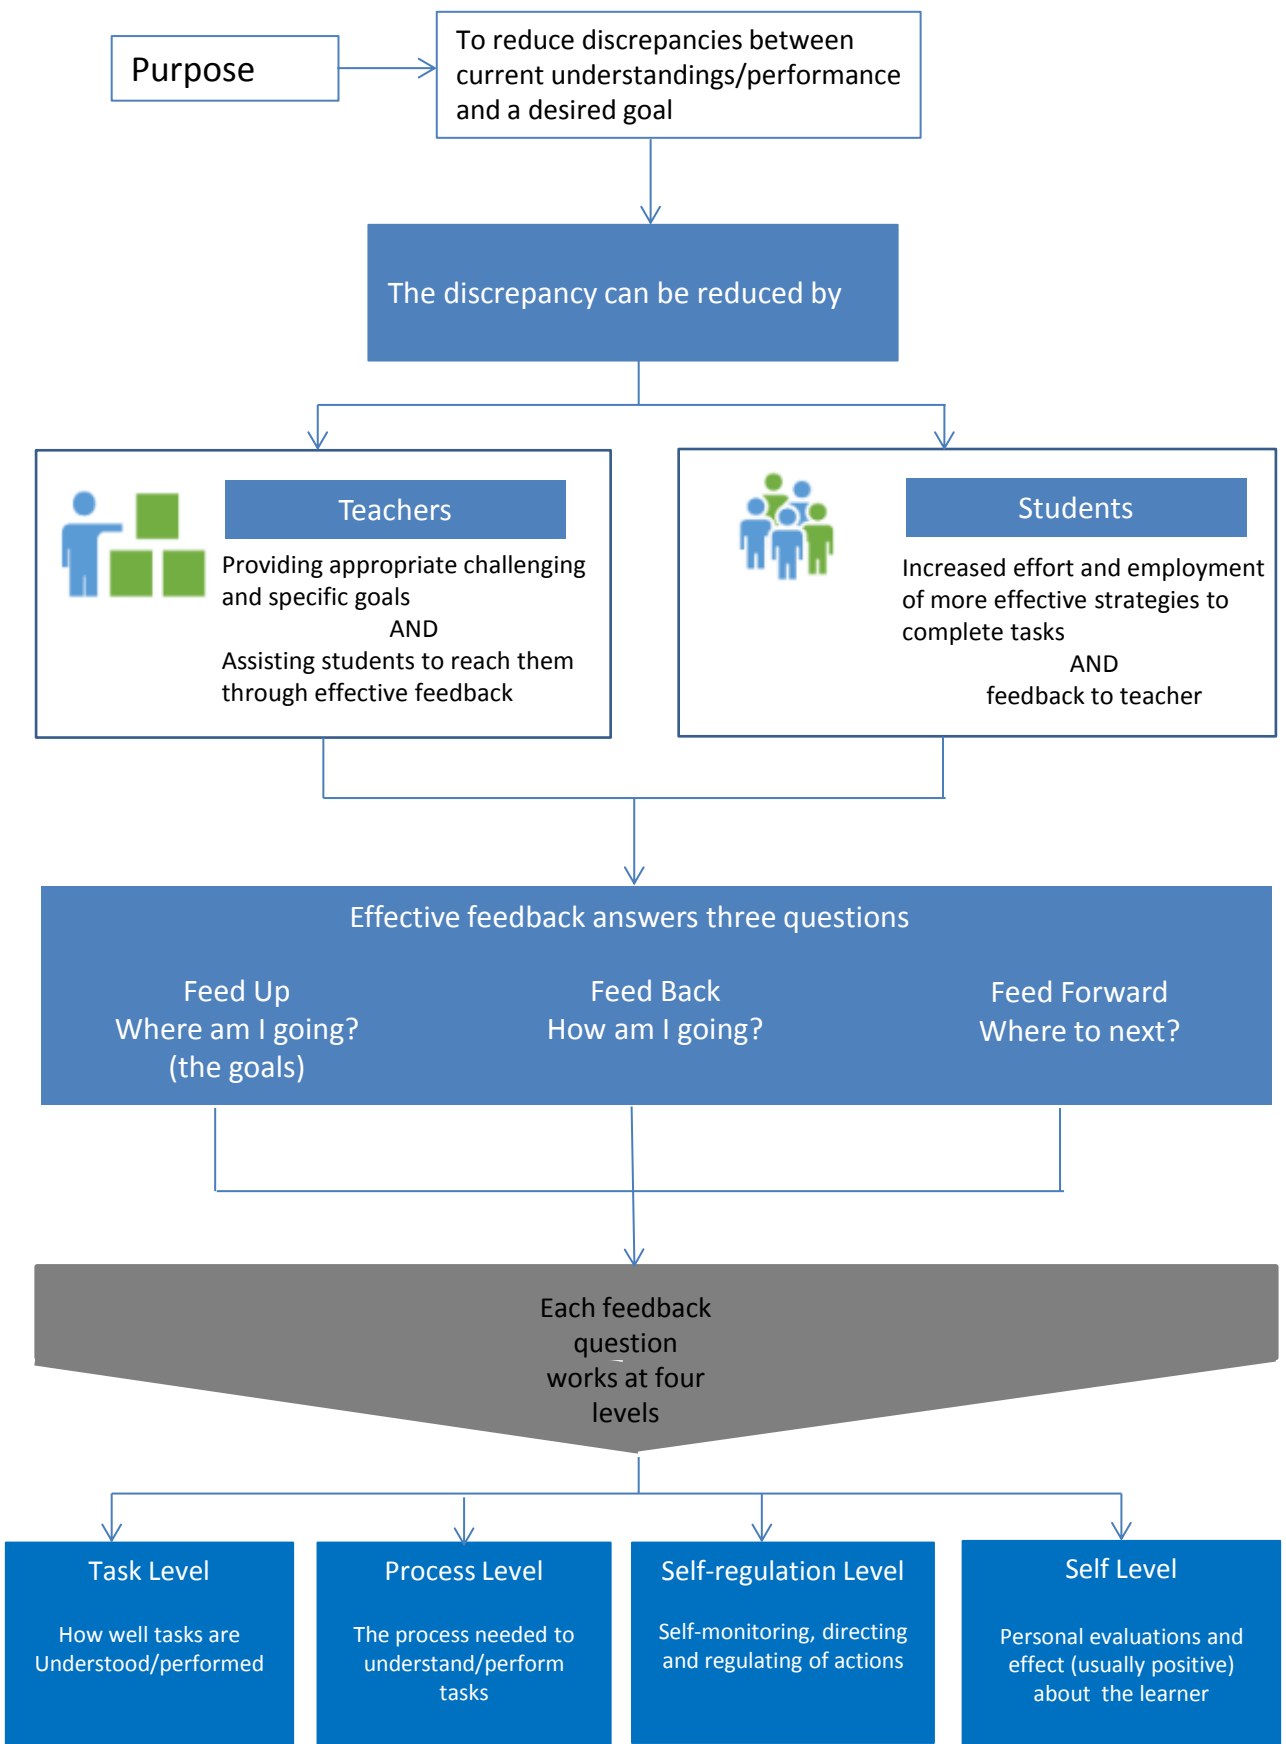 Purpose
To reduce discrepancies between
current understandings/performance
and a desired goal
The discrepancy can be reduced by
Teachers
Providing appropriate challenging
and specific goals
AND
Assisting students to reach them
through effective feedback
Students
Increased effort and employment
of more effective strategies to
complete tasks
AND
feedback to teacher
Effective feedback answers three questions
Feed Up
Where am I going?
(the goals)
Feed Back
How am I going?
Feed Forward
Where to next?
Each feedback
question
works at four
levels
Task Level
How well tasks are
Understood/performed
Process Level
The process needed to
understand/perform
tasks
Self-regulation Level
Self-monitoring, directing
and regulating of actions
Self Level
Personal evaluations and
effect (usually positive)
about the learner